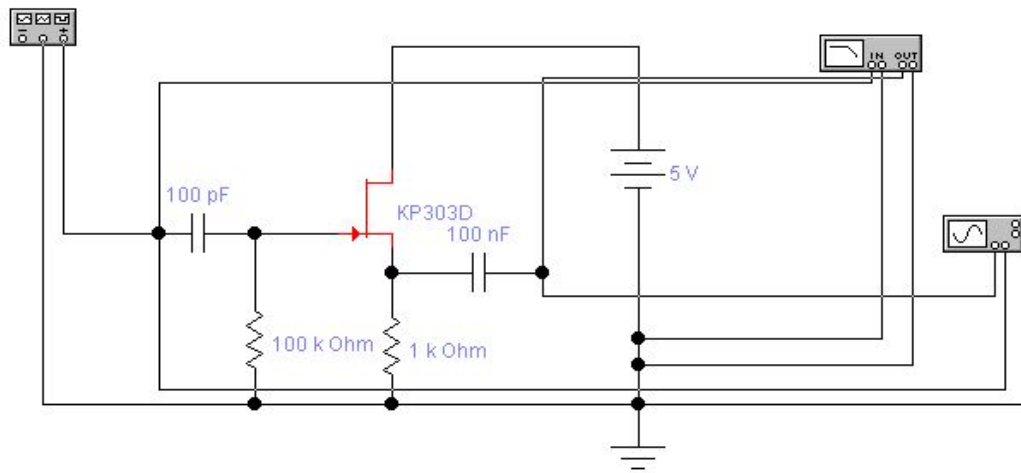 IN OUT
5 V
100 pF
KP303D
100 nF
100 k Ohm
1 k Ohm